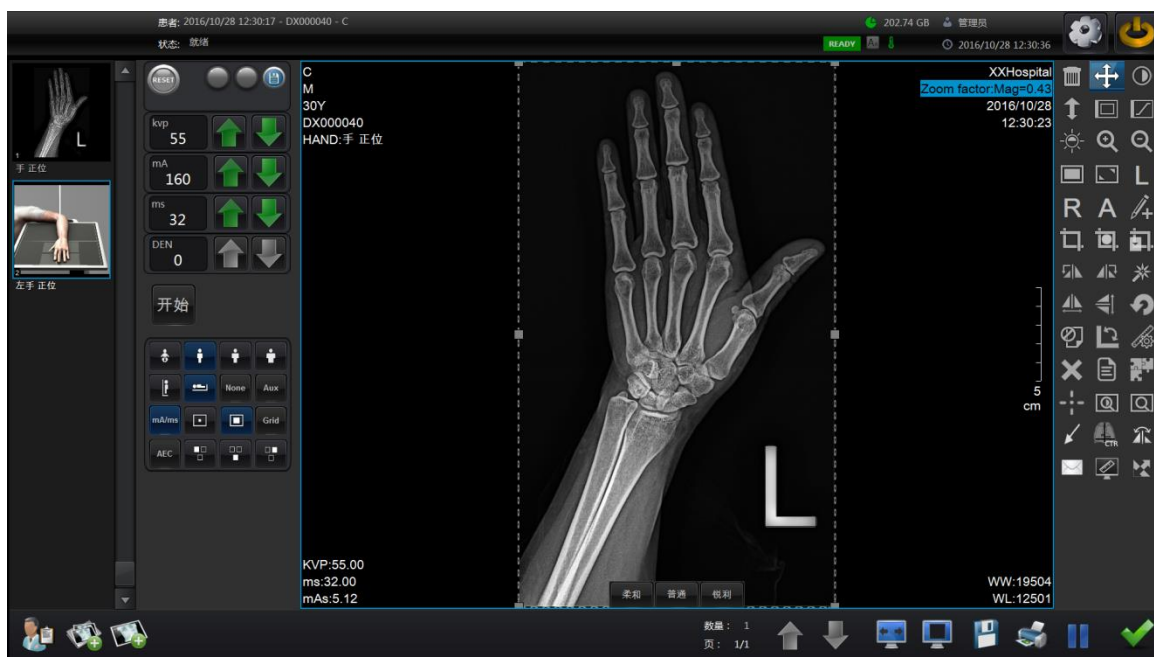 患者: 2016/10/28 12:30:17 - DX000040 - C
202.74 GB
管理员
状态: 就绪
READY
2016/10/28 12:30:36
L
1
手 正位
2
左手 正位
RESET
kvp
55
mA
160
ms
32
DEN
0
开始
None
Aux
mA/ms
Grid
AEC
C
M
30Y
DX000040
HAND:手 正位
XXHospital
Zoom factor:Mag=0.43
2016/10/28
12:30:23
5
cm
L
KVP:55.00
ms:32.00
mAs:5.12
柔和
普通
锐利
WW:19504
WL:12501
L
R
A
CTR
数量: 1
页: 1/1